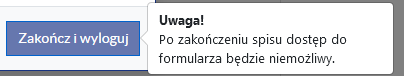 Zakończ i wyloguj
Uwaga!
Po zakończeniu spisu dostęp do
formularza będzie niemożliwy.